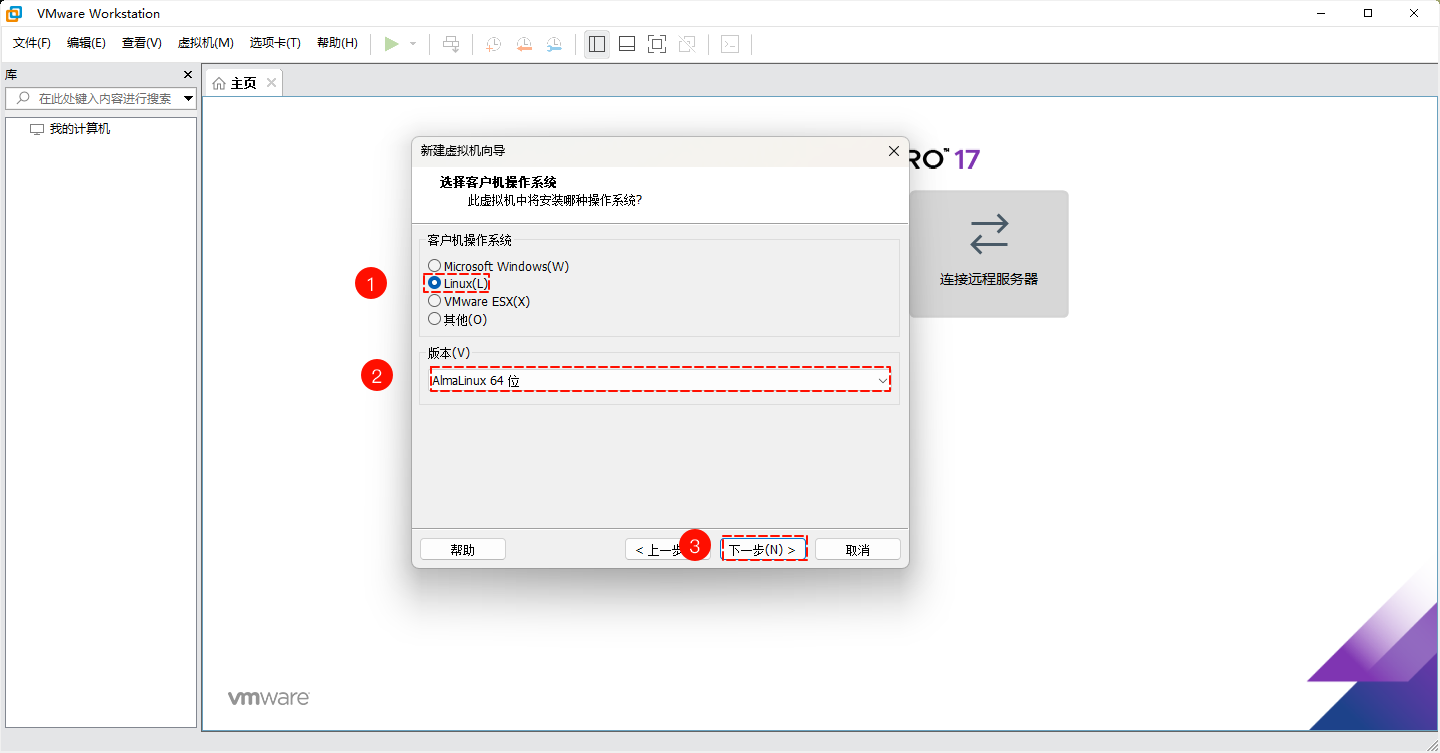 VMware Workstation
文件(F) 编辑(E) 查看(V) 虚拟机(M) 选项卡(T) 帮助(H)
库
在此处键入内容进行搜索
我的计算机
主页
RO™ 17
连接远程服务器
新建虚拟机向导
选择客户机操作系统
此虚拟机中将安装哪种操作系统?
客户机操作系统
Microsoft Windows(W)
1
Linux(L)
VMware ESX(X)
其他(O)
版本(V)
2
AlmaLinux 64 位
帮助
< 上一步
3
下一步(N) >
取消
vmware